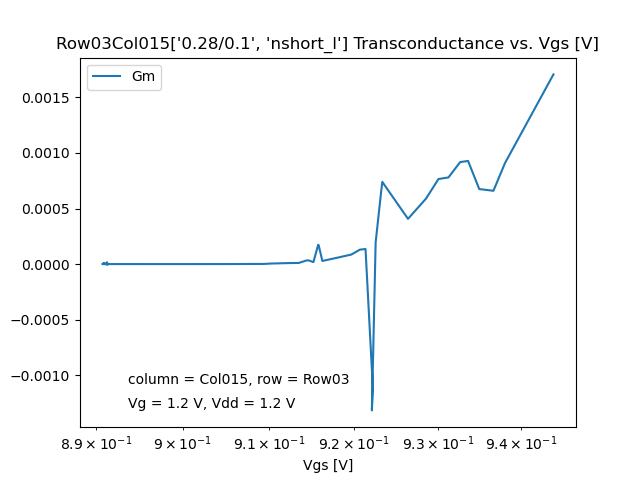 Row03Col015['0.28/0.1', 'nshort_l'] Transconductance vs. Vgs [V]
Gm
0.0015
0.0010
0.0005
0.0000
−0.0005
−0.0010
column = Col015, row = Row03
Vg = 1.2 V, Vdd = 1.2 V
8.9 × 10⁻¹ 9 × 10⁻¹ 9.1 × 10⁻¹ 9.2 × 10⁻¹ 9.3 × 10⁻¹ 9.4 × 10⁻¹
Vgs [V]